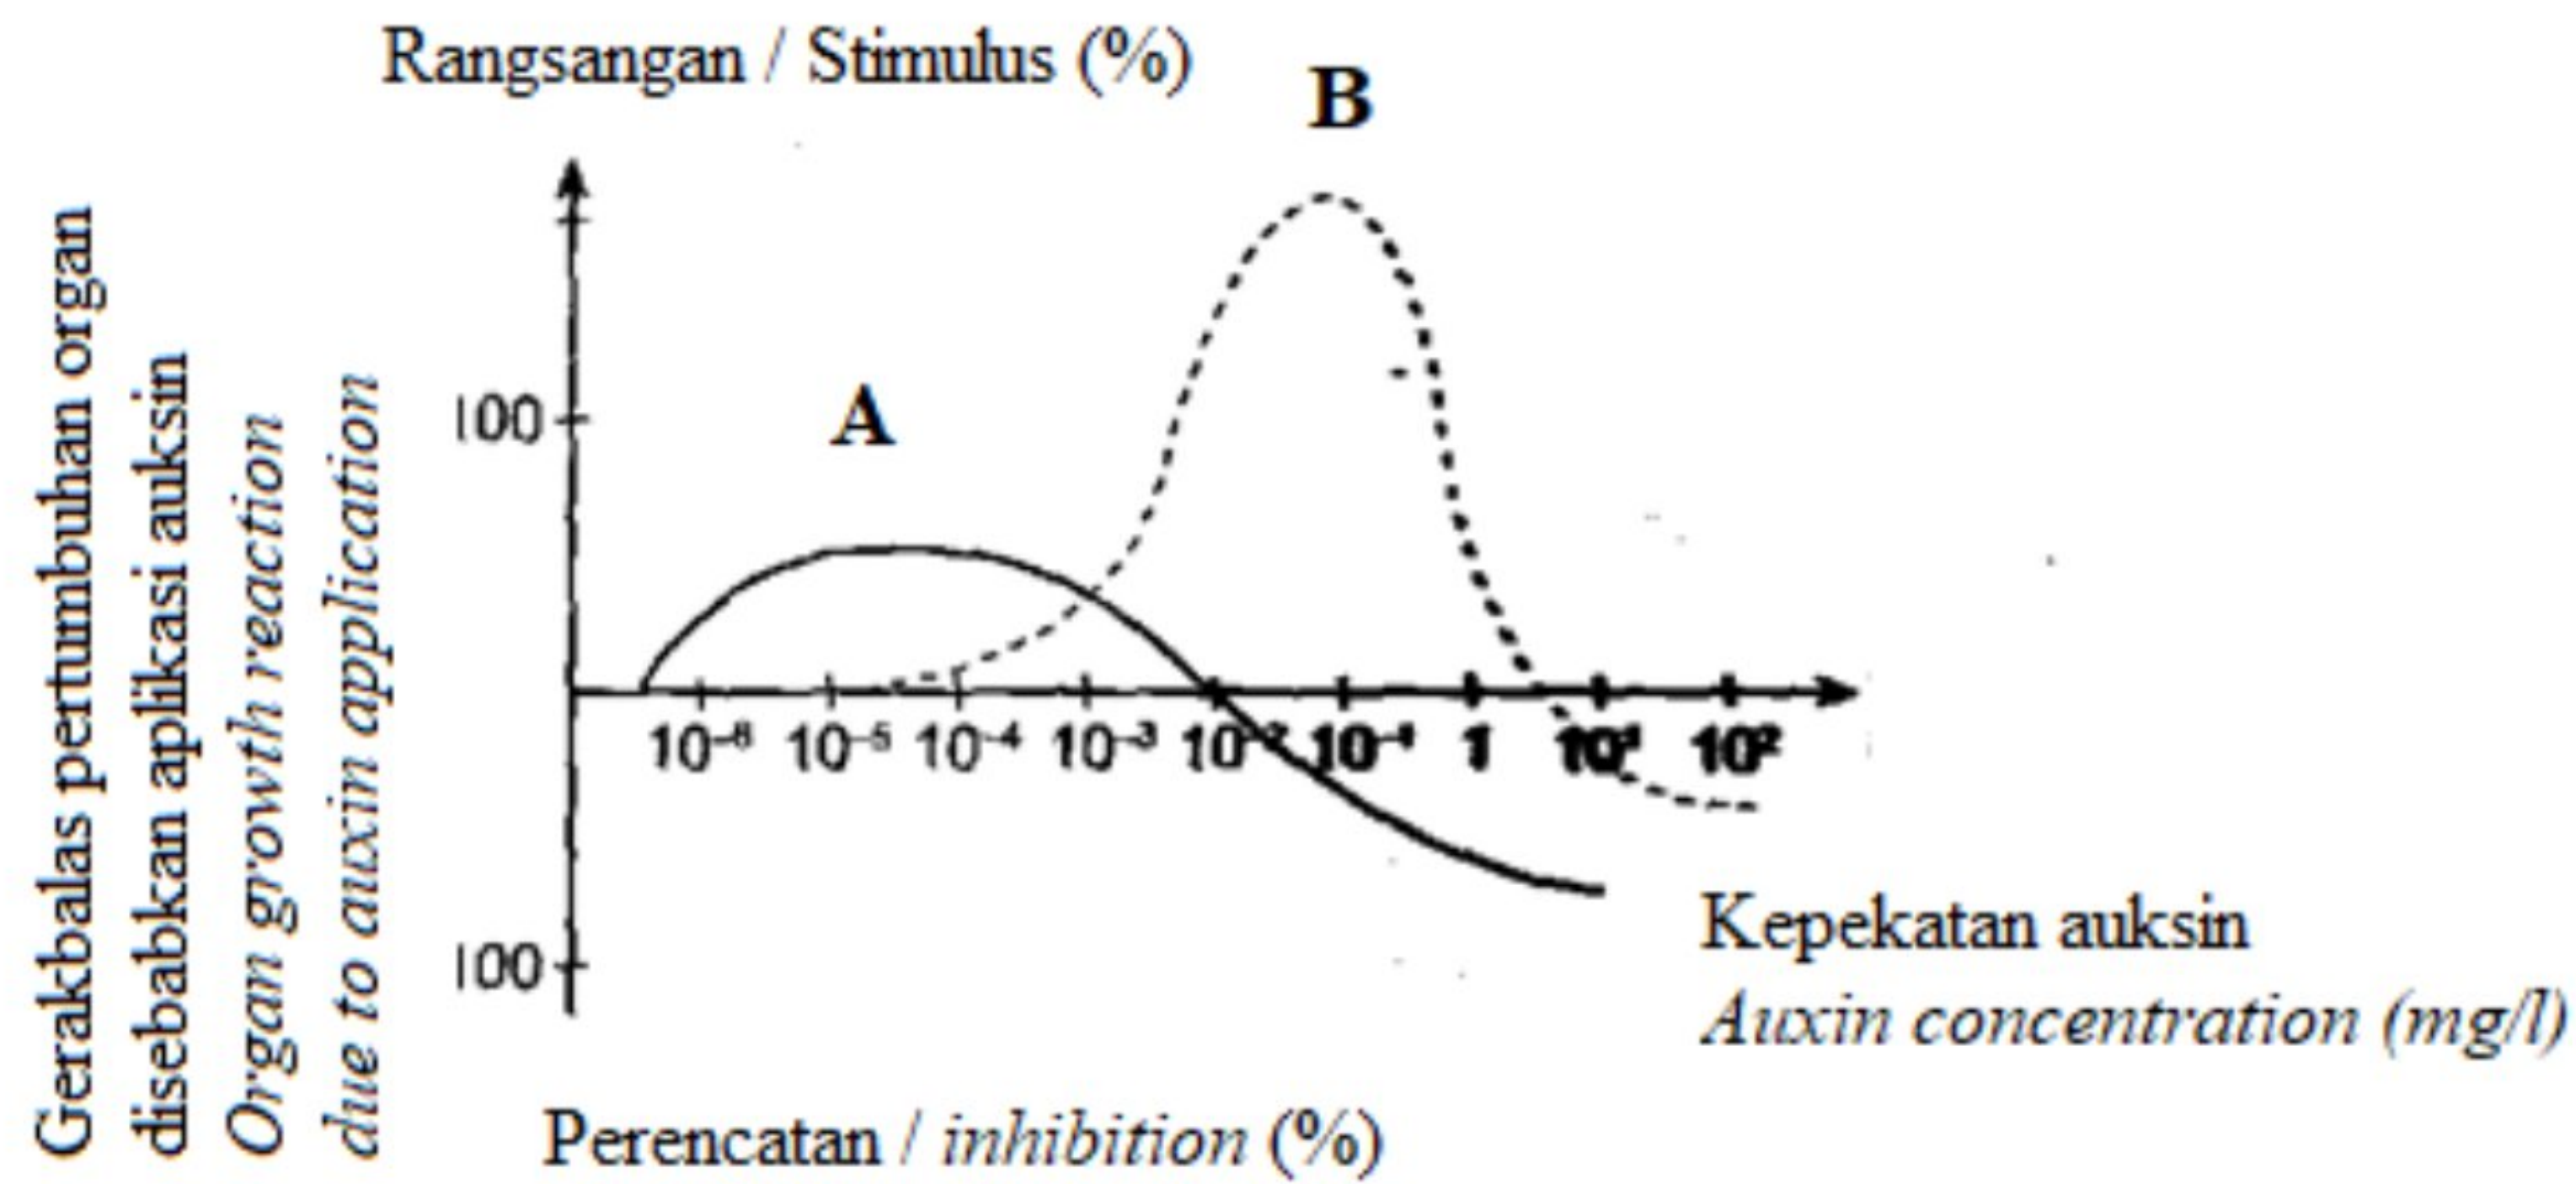 Rangsangan / Stimulus (%)
B
A
Gerakbalas pertumbuhan organ
disebabkan aplikasi auksin
Organ growth reaction
due to auxin application
100
10⁻⁶ 10⁻⁵ 10⁻⁴ 10⁻³ 10⁻² 10⁻¹ 1 10¹ 10²
100
Kepekatan auksin
Auxin concentration (mg/l)
Perencatan / inhibition (%)